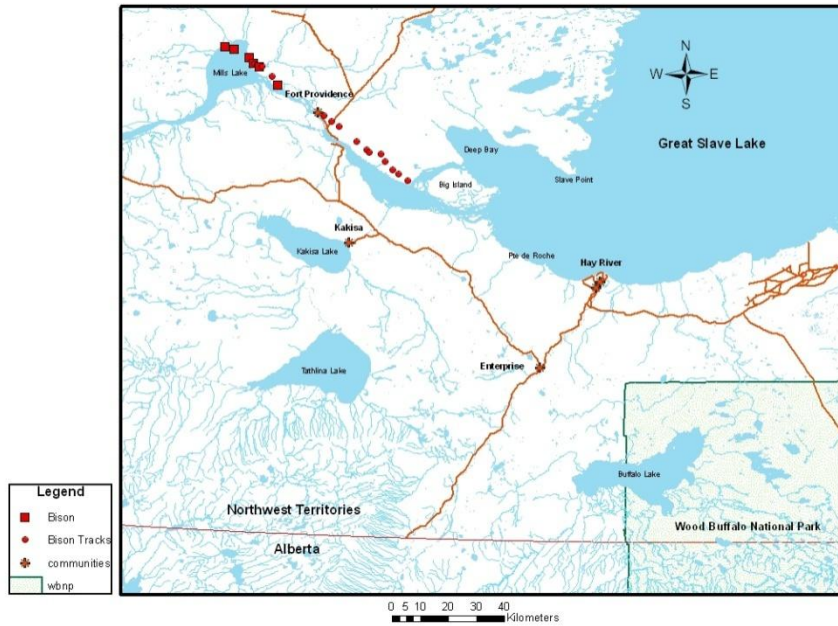 N
W E
S
Mills Lake
Fort Providence
Great Slave Lake
Deep Bay
Slave Point
Big Island
Kakisa
Kakisa Lake
Pte de Roche
Hay River
Tathlina Lake
Enterprise
Buffalo Lake
Northwest Territories
Wood Buffalo National Park
Alberta
Legend
Bison
Bison Tracks
communities
wbnp
0 5 10 20 30 40
Kilometers